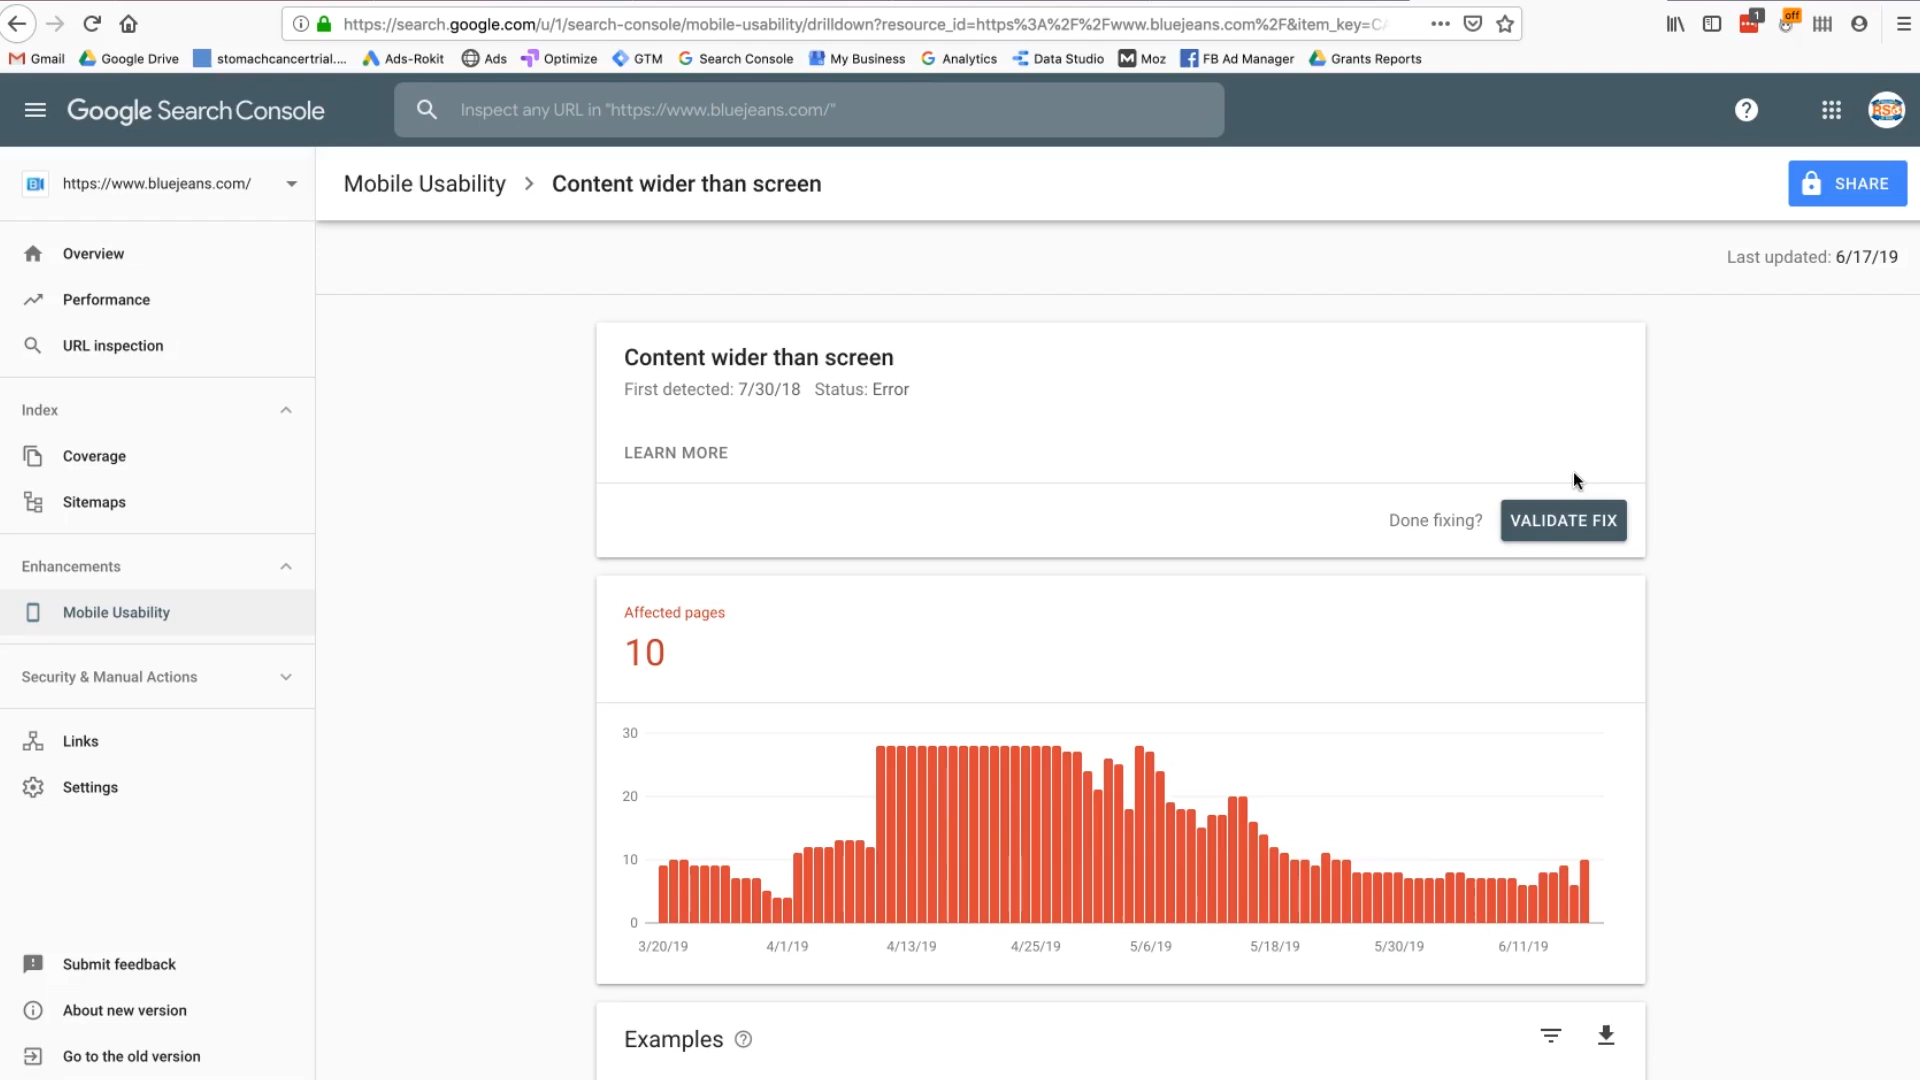 https://search.google.com/u/1/search-console/mobile-usability/drilldown?resource_id=https%3A%2F%2Fwww.bluejeans.com%2F&item_key=C
1
off
Gmail Google Drive stomachcancertrial.... Ads-Rokit Ads Optimize GTM Search Console My Business Analytics Data Studio Moz FB Ad Manager Grants Reports
Google Search Console
Inspect any URL in "https://www.bluejeans.com/"
https://www.bluejeans.com/
Mobile Usability > Content wider than screen
SHARE
Last updated: 6/17/19
Overview
Performance
URL inspection
Index
Coverage
Sitemaps
Enhancements
Mobile Usability
Security & Manual Actions
Links
Settings
Submit feedback
About new version
Go to the old version
Content wider than screen
First detected: 7/30/18 Status: Error
LEARN MORE
Done fixing? VALIDATE FIX
Affected pages
10
30
20
10
0
3/20/19 4/1/19 4/13/19 4/25/19 5/6/19 5/18/19 5/30/19 6/11/19
Examples